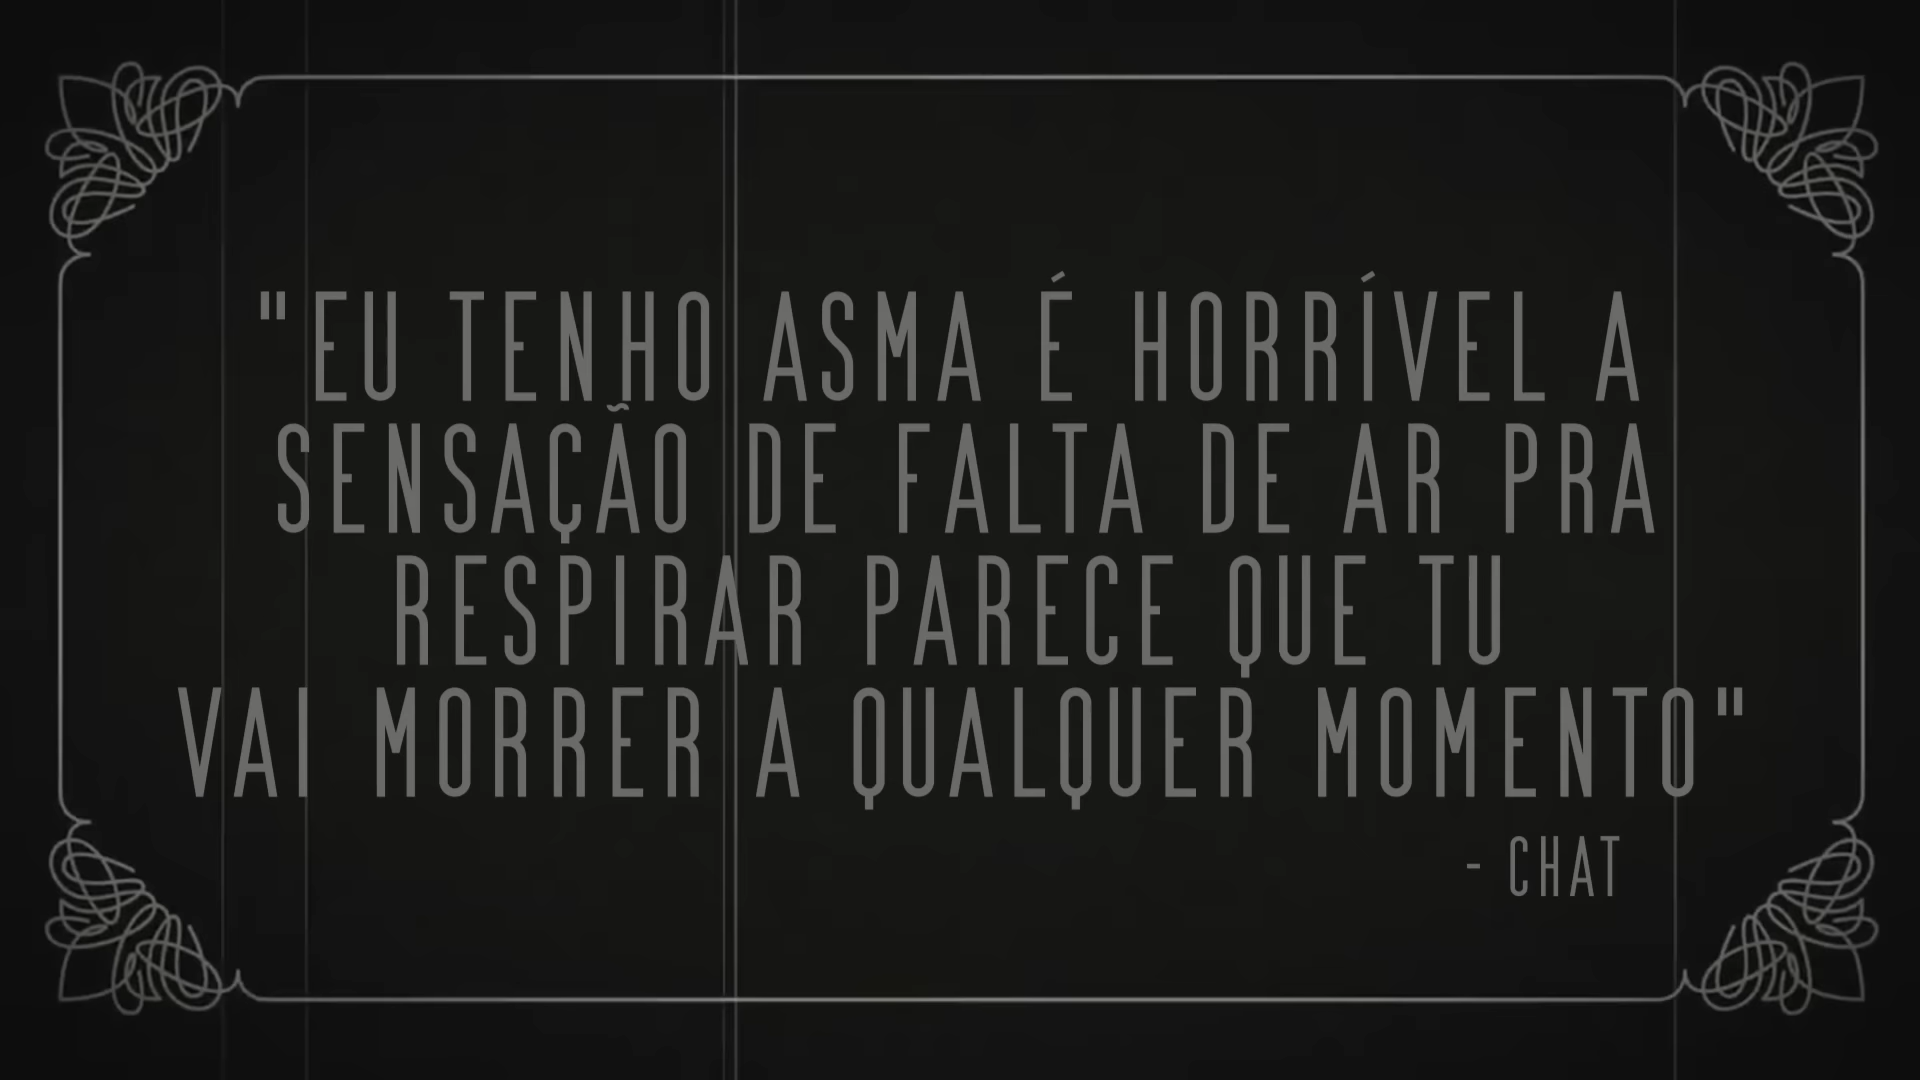 "EU TENHO ASMA É HORRÍVEL A
SENSAÇÃO DE FALTA DE AR PRA
RESPIRAR PARECE QUE TU
VAI MORRER A QUALQUER MOMENTO"
- CHAT